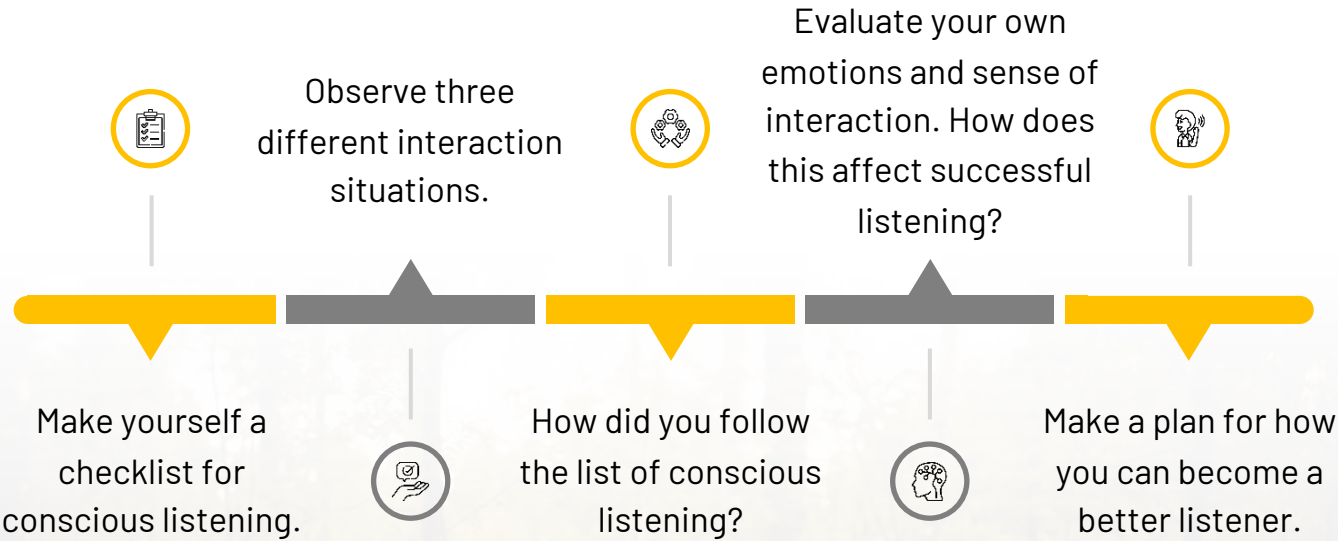 Make yourself a
checklist for
conscious listening.
Observe three
different interaction
situations.
How did you follow
the list of conscious
listening?
Evaluate your own
emotions and sense of
interaction. How does
this affect successful
listening?
Make a plan for how
you can become a
better listener.